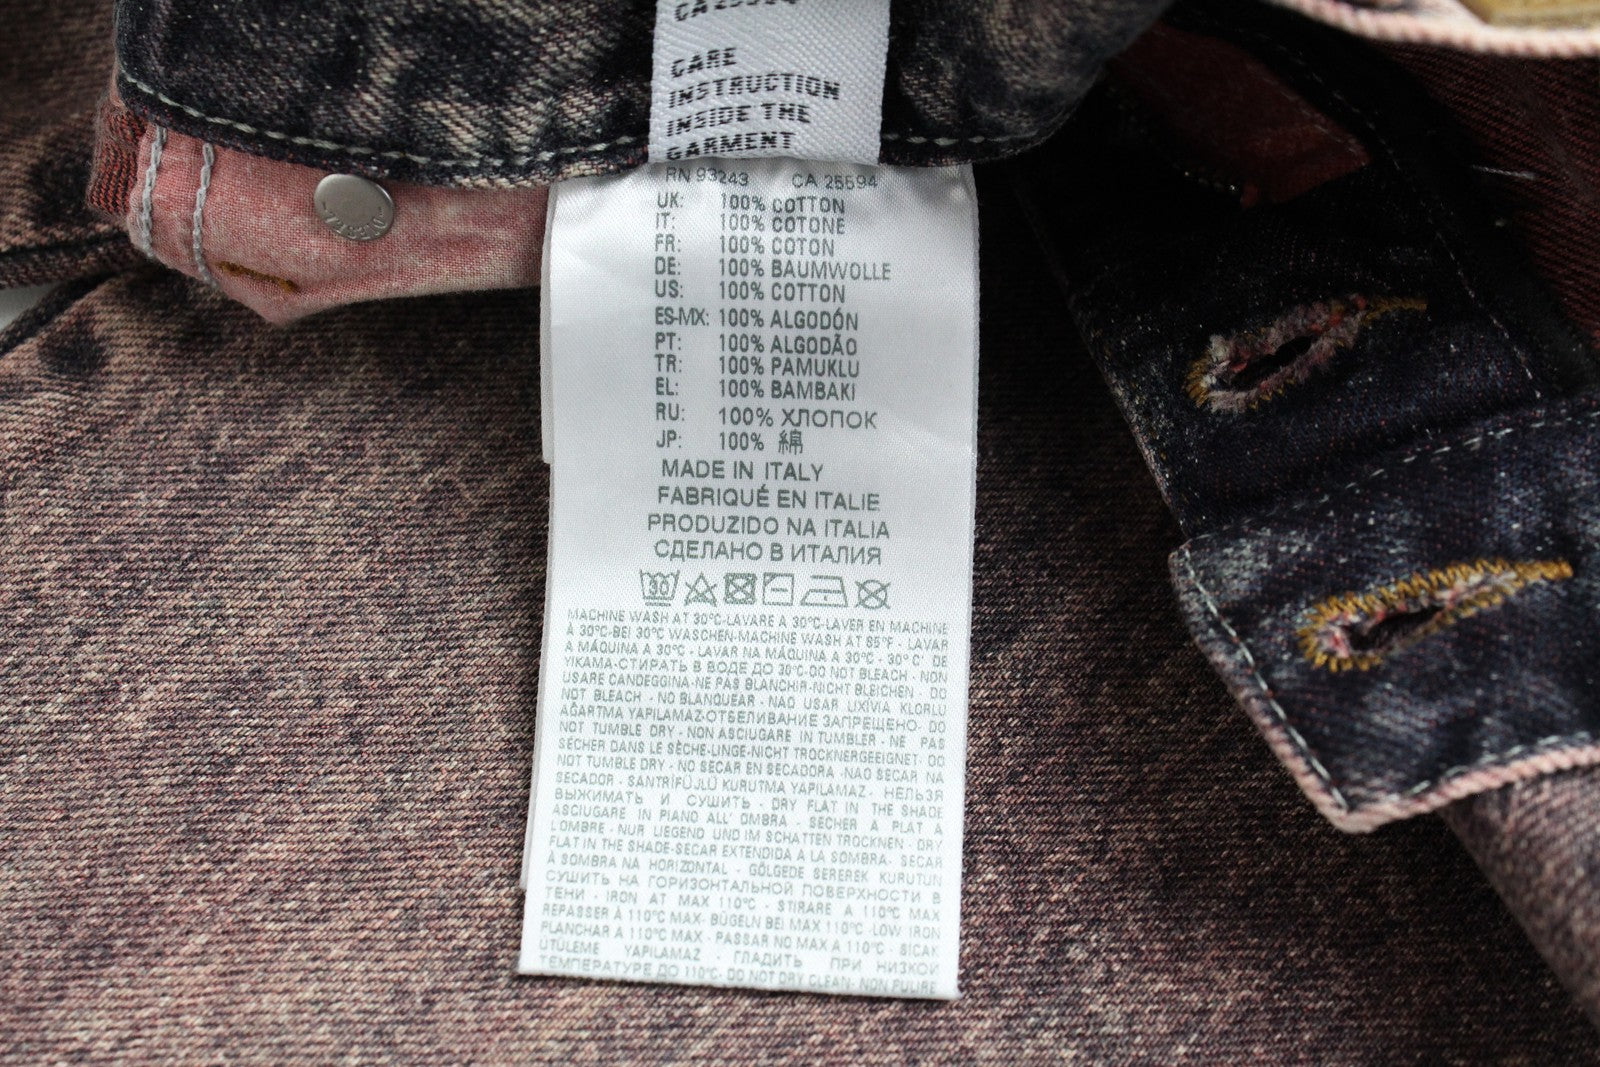 CA 25594
CARE
INSTRUCTION
INSIDE THE
GARMENT
RN 93243 CA 25594
UK: 100% COTTON
IT: 100% COTONE
FR: 100% COTON
DE: 100% BAUMWOLLE
US: 100% COTTON
ES-MX: 100% ALGODÓN
PT: 100% ALGODÃO
TR: 100% PAMUKLU
EL: 100% BAMBAKI
RU: 100% ХЛОПОК
JP: 100% 綿
MADE IN ITALY
FABRIQUÉ EN ITALIE
PRODUZIDO NA ITALIA
СДЕЛАНО В ИТАЛИЯ
30
MACHINE WASH AT 30°C-LAVARE A 30°C-LAVER EN MACHINE
À 30°C-BEI 30°C WASCHEN-MACHINE WASH AT 85°F - LAVAR
A MÁQUINA A 30°C - LAVAR NA MÁQUINA A 30°C - 30° C' DE
YIKAMA-СТИРАТЬ В ВОДЕ ДО 30°C-DO NOT BLEACH - NON
USARE CANDEGGINA-NE PAS BLANCHIR-NICHT BLEICHEN - DO
NOT BLEACH - NO BLANQUEAR - NAO USAR LIXÍVIA KLORLU
AĞARTMA YAPILAMAZ-ОТБЕЛИВАНИЕ ЗАПРЕЩЕНО- DO
NOT TUMBLE DRY - NON ASCIUGARE IN TUMBLER - NE PAS
SÉCHER DANS LE SÈCHE-LINGE-NICHT TROCKNERGEEIGNET- DO
NOT TUMBLE DRY - NO SECAR EN SECADORA -NAO SECAR NA
SECADOR - SANTRİFÜJLÜ KURUTMA YAPILAMAZ - НЕЛЬЗЯ
ВЫЖИМАТЬ И СУШИТЬ - DRY FLAT IN THE SHADE
ASCIUGARE IN PIANO ALL' OMBRA - SÉCHER À PLAT À
L'OMBRE - NUR LIEGEND UND IM SCHATTEN TROCKNEN - DRY
FLAT IN THE SHADE-SECAR EXTENDIDA A LA SOMBRA- SECAR
À SOMBRA NA HORIZONTAL - GÖLGEDE SEREREK KURUTUN
СУШИТЬ НА ГОРИЗОНТАЛЬНОЙ ПОВЕРХНОСТИ В
ТЕНИ - IRON AT MAX 110°C - STIRARE A 110°C MAX
REPASSER À 110°C MAX- BÜGELN BEI MAX 110°C -LOW IRON
PLANCHAR A 110°C MAX - PASSAR NO MAX A 110°C - SICAK
ÜTÜLEME YAPILAMAZ - ГЛАДИТЬ ПРИ НИЗКОЙ
ТЕМПЕРАТУРЕ ДО 110°C- DO NOT DRY CLEAN- NON PULIRE